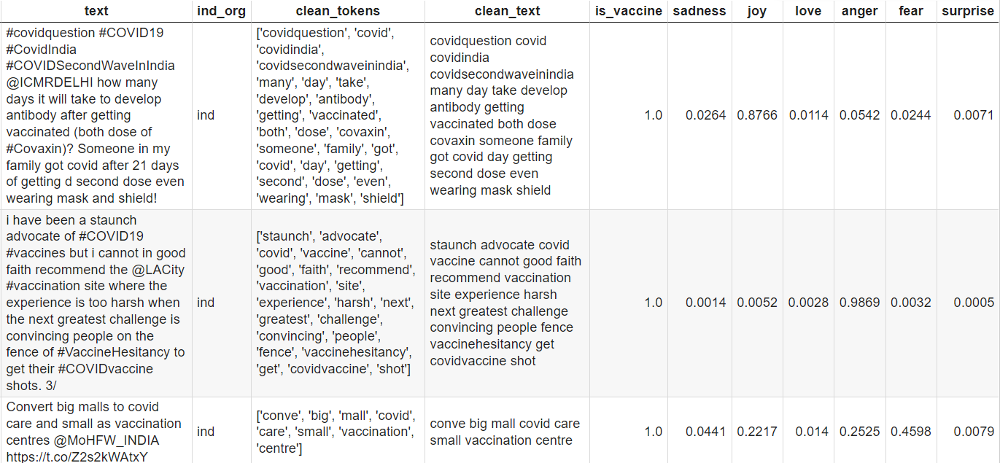 text ind_org clean_tokens clean_text is_vaccine sadness joy love anger fear surprise
#covidquestion #COVID19
#CovidIndia
#COVIDSecondWaveInIndia
@ICMRDELHI how many
days it will take to develop
antibody after getting
vaccinated (both dose of
#Covaxin)? Someone in my
family got covid after 21 days
of getting d second dose even
wearing mask and shield!
ind
['covidquestion', 'covid',
'covidindia',
'covidsecondwaveinindia',
'many', 'day', 'take',
'develop', 'antibody',
'getting', 'vaccinated',
'both', 'dose', 'covaxin',
'someone', 'family', 'got',
'covid', 'day', 'getting',
'second', 'dose', 'even',
'wearing', 'mask', 'shield']
covidquestion covid
covidindia
covidsecondwaveinindia
many day take develop
antibody getting
vaccinated both dose
covaxin someone family
got covid day getting
second dose even
wearing mask shield
1.0 0.0264 0.8766 0.0114 0.0542 0.0244 0.0071
i have been a staunch
advocate of #COVID19
#vaccines but i cannot in good
faith recommend the @LACity
#vaccination site where the
experience is too harsh when
the next greatest challenge is
convincing people on the
fence of #VaccineHesitancy to
get their #COVIDvaccine
shots. 3/
ind
['staunch', 'advocate',
'covid', 'vaccine', 'cannot',
'good', 'faith', 'recommend',
'vaccination', 'site',
'experience', 'harsh', 'next',
'greatest', 'challenge',
'convincing', 'people',
'fence', 'vaccinehesitancy',
'get', 'covidvaccine', 'shot']
staunch advocate covid
vaccine cannot good faith
recommend vaccination
site experience harsh
next greatest challenge
convincing people fence
vaccinehesitancy get
covidvaccine shot
1.0 0.0014 0.0052 0.0028 0.9869 0.0032 0.0005
Convert big malls to covid
care and small as vaccination
centres @MoHFW_INDIA
https://t.co/Z2s2kWAtxY
ind
['conve', 'big', 'mall', 'covid',
'care', 'small', 'vaccination',
'centre']
conve big mall covid care
small vaccination centre
1.0 0.0441 0.2217 0.014 0.2525 0.4598 0.0079